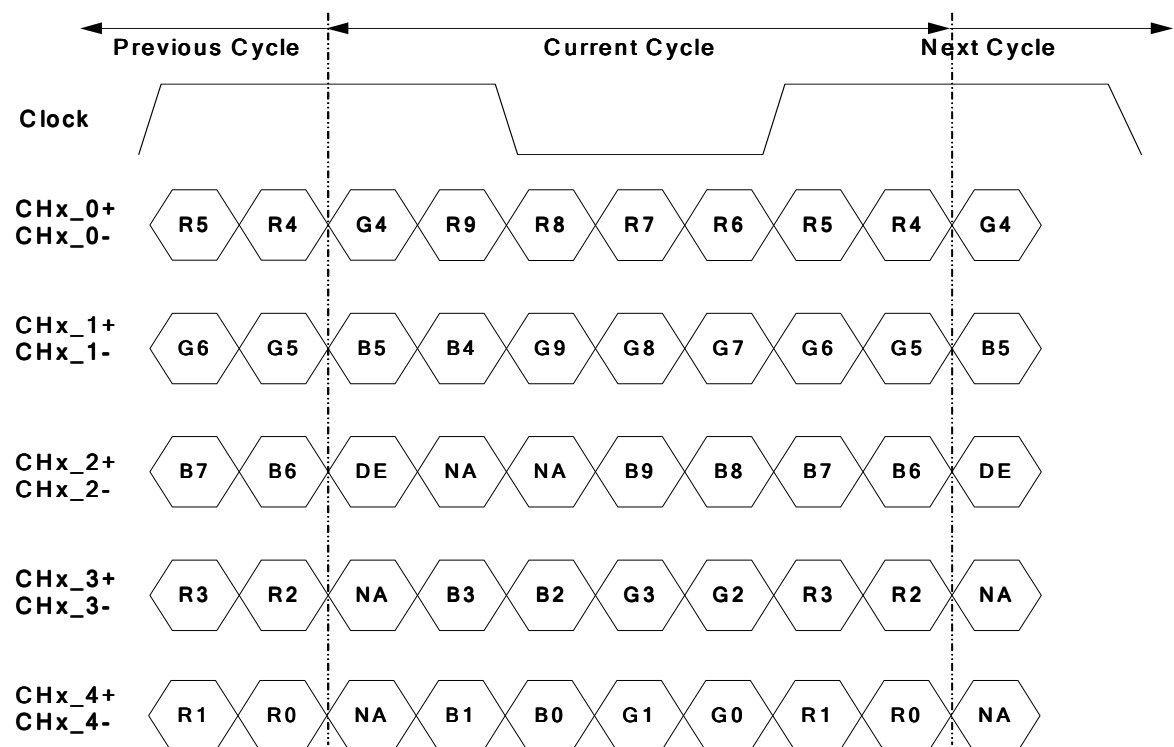 Previous Cycle Current Cycle Next Cycle
Clock
CHx_0+
CHx_0-
R5 R4 G4 R9 R8 R7 R6 R5 R4 G4
CHx_1+
CHx_1-
G6 G5 B5 B4 G9 G8 G7 G6 G5 B5
CHx_2+
CHx_2-
B7 B6 DE NA NA B9 B8 B7 B6 DE
CHx_3+
CHx_3-
R3 R2 NA B3 B2 G3 G2 R3 R2 NA
CHx_4+
CHx_4-
R1 R0 NA B1 B0 G1 G0 R1 R0 NA